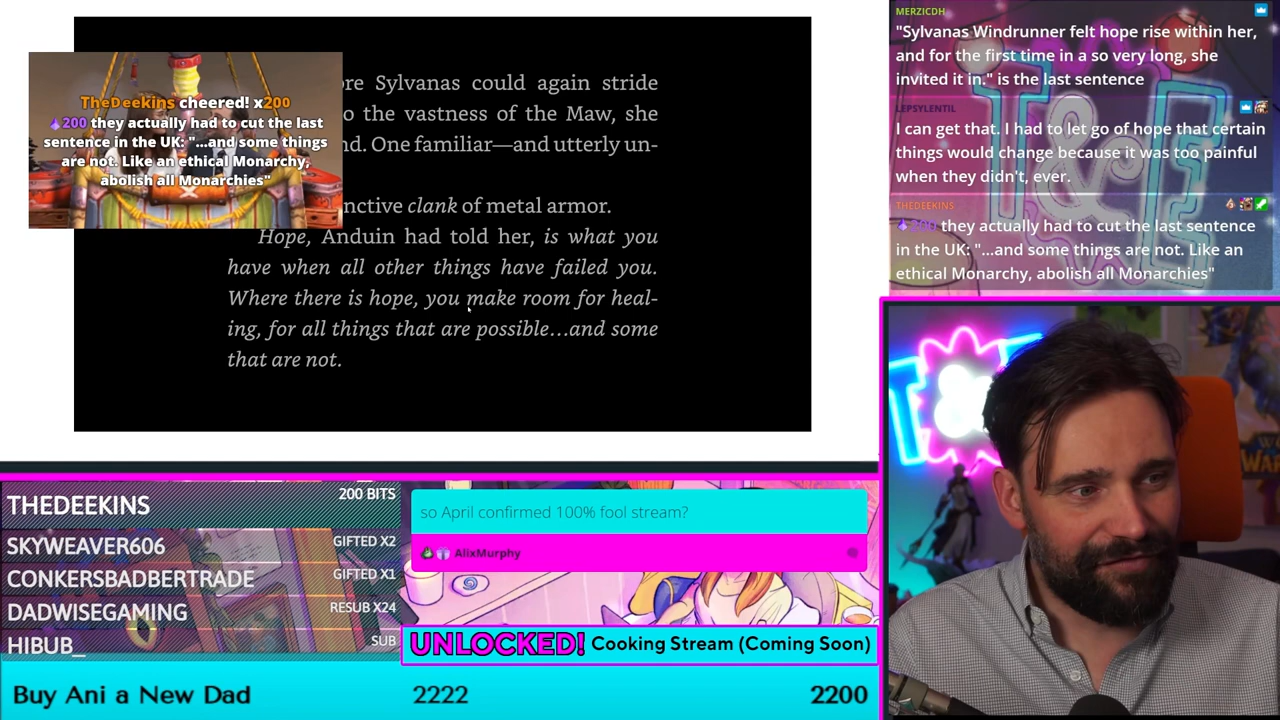 TheDeekins cheered! x200
200 they actually had to cut the last
sentence in the UK: "...and some things
are not. Like an ethical Monarchy,
abolish all Monarchies"
ore Sylvanas could again stride
o the vastness of the Maw, she
nd. One familiar—and utterly un-
nctive clank of metal armor.
Hope, Anduin had told her, is what you
have when all other things have failed you.
Where there is hope, you make room for heal-
ing, for all things that are possible...and some
that are not.
MERZICDH
"Sylvanas Windrunner felt hope rise within her,
and for the first time in a so very long, she
invited it in." is the last sentence
LEPSYLENTIL
I can get that. I had to let go of hope that certain
things would change because it was too painful
when they didn't, ever.
THEDEEKINS
200 they actually had to cut the last sentence
in the UK: "...and some things are not. Like an
ethical Monarchy, abolish all Monarchies"
THEDEEKINS 200 BITS
SKYWEAVER606 GIFTED X2
CONKERSBADBERTRADE GIFTED X1
DADWISEGAMING RESUB X24
HIBUB_ SUB
so April confirmed 100% fool stream?
AlixMurphy
UNLOCKED! Cooking Stream (Coming Soon)
Buy Ani a New Dad 2222 2200